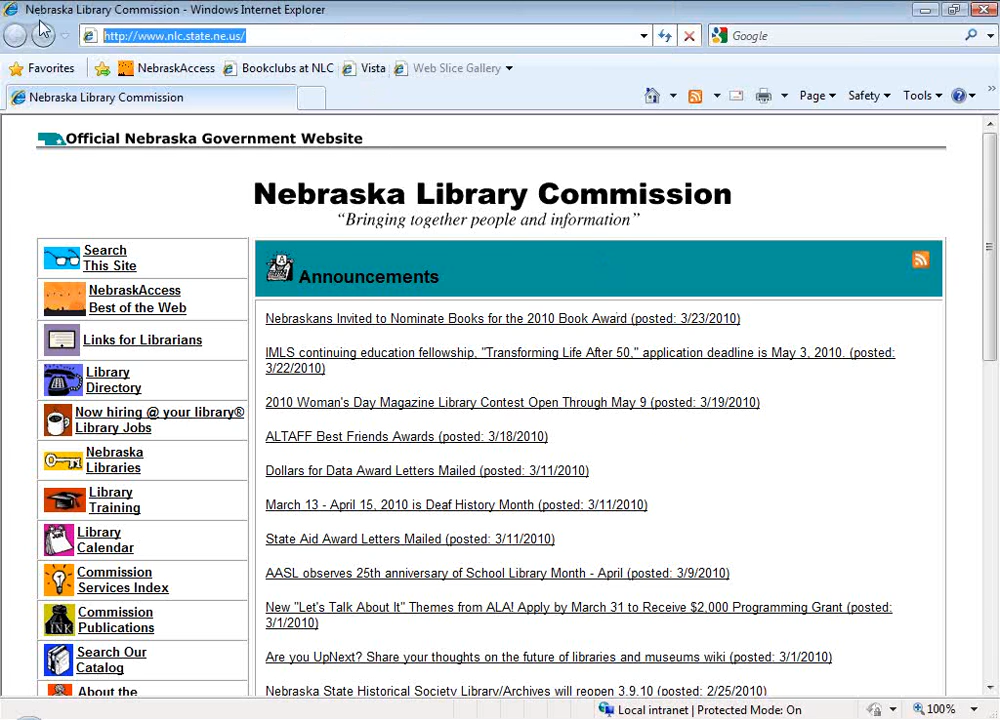 Nebraska Library Commission - Windows Internet Explorer
http://www.nlc.state.ne.us/
Google
Favorites
NebraskAccess
Bookclubs at NLC
Vista
Web Slice Gallery
Nebraska Library Commission
Page
Safety
Tools
Official Nebraska Government Website
Nebraska Library Commission
“Bringing together people and information”
Search
This Site
NebraskAccess
Best of the Web
Links for Librarians
Library
Directory
Now hiring @ your library®
Library Jobs
Nebraska
Libraries
Library
Training
Library
Calendar
Commission
Services Index
INK
Commission
Publications
Search Our
Catalog
About the
Announcements
Nebraskans Invited to Nominate Books for the 2010 Book Award (posted: 3/23/2010)
IMLS continuing education fellowship, "Transforming Life After 50," application deadline is May 3, 2010. (posted:
3/22/2010)
2010 Woman's Day Magazine Library Contest Open Through May 9 (posted: 3/19/2010)
ALTAFF Best Friends Awards (posted: 3/18/2010)
Dollars for Data Award Letters Mailed (posted: 3/11/2010)
March 13 - April 15, 2010 is Deaf History Month (posted: 3/11/2010)
State Aid Award Letters Mailed (posted: 3/11/2010)
AASL observes 25th anniversary of School Library Month - April (posted: 3/9/2010)
New "Let's Talk About It" Themes from ALA! Apply by March 31 to Receive $2,000 Programming Grant (posted:
3/1/2010)
Are you UpNext? Share your thoughts on the future of libraries and museums wiki (posted: 3/1/2010)
Nebraska State Historical Society Library/Archives will reopen 3.9.10 (posted: 2/25/2010)
Local intranet | Protected Mode: On
100%